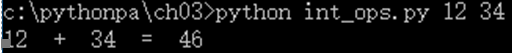 c:\pythonpa\ch03>python int_ops.py 12 34
12 + 34 = 46